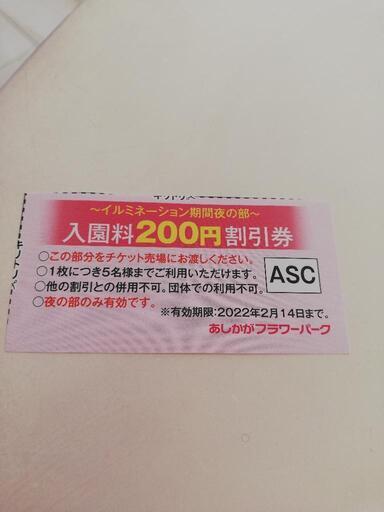 キリトリ
～イルミネーション期間夜の部～
入園料200円割引券
○この部分をチケット売場にお渡しください。
○1枚につき5名様までご利用いただけます。
○他の割引との併用不可。団体での利用不可。
○夜の部のみ有効です。
ASC
※有効期限:2022年2月14日まで。
あしかがフラワーパーク